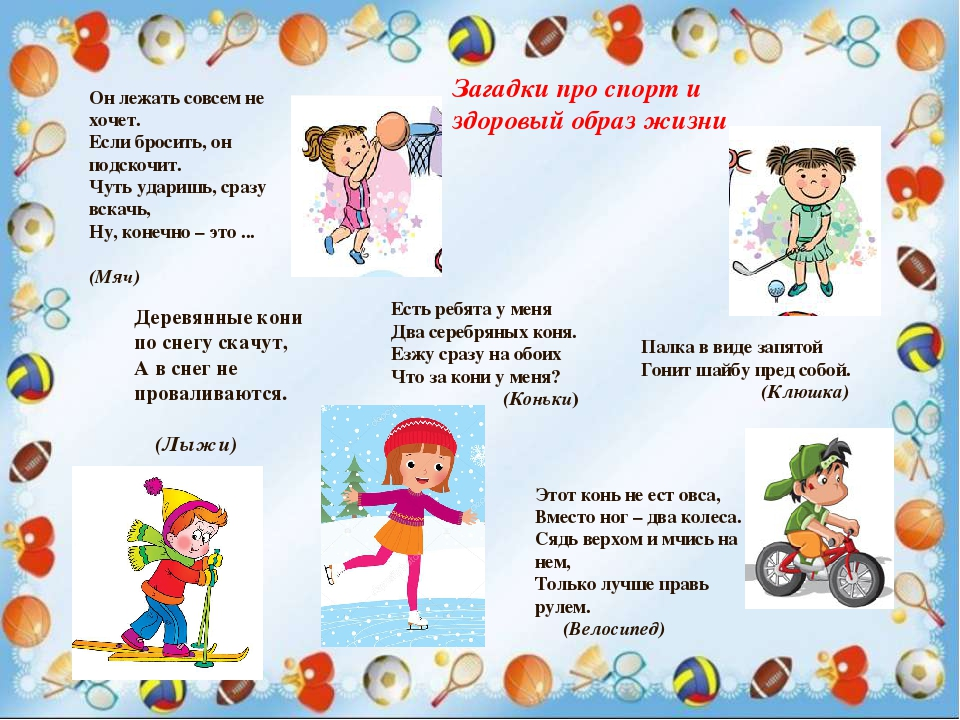 Загадки про спорт и
здоровый образ жизни
Он лежать совсем не
хочет.
Если бросить, он
подскочит.
Чуть ударишь, сразу
вскачь,
Ну, конечно – это ...
(Мяч)
Деревянные кони
по снегу скачут,
А в снег не
проваливаются.
(Лыжи)
Есть ребята у меня
Два серебряных коня.
Езжу сразу на обоих
Что за кони у меня?
(Коньки)
Палка в виде запятой
Гонит шайбу пред собой.
(Клюшка)
Этот конь не ест овса,
Вместо ног – два колеса.
Сядь верхом и мчись на
нем,
Только лучше правь
рулем.
(Велосипед)